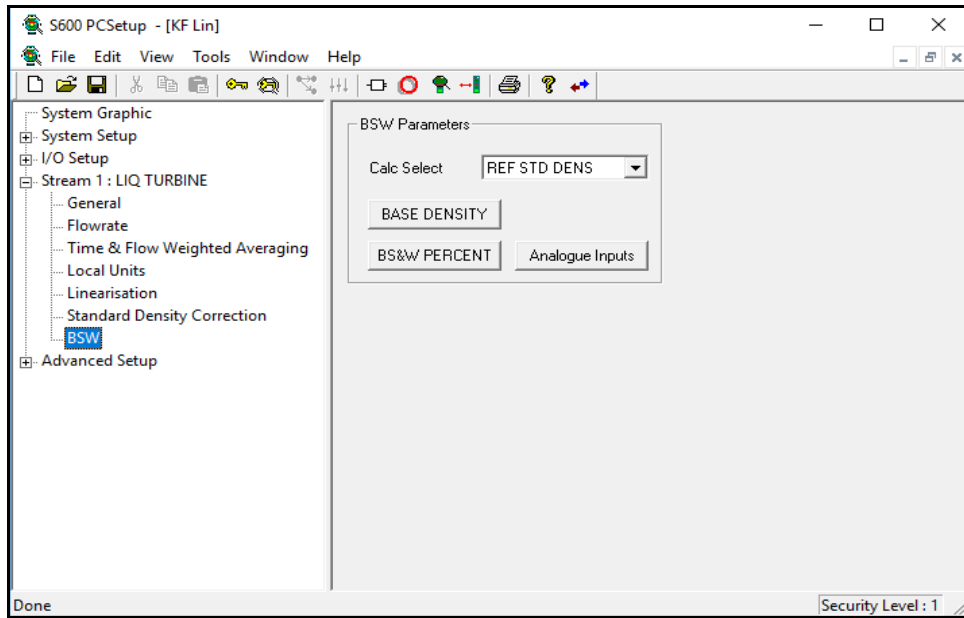 S600 PCSetup - [KF Lin]
File Edit View Tools Window Help
System Graphic
System Setup
I/O Setup
Stream 1 : LIQ TURBINE
General
Flowrate
Time & Flow Weighted Averaging
Local Units
Linearisation
Standard Density Correction
BSW
Advanced Setup
BSW Parameters
Calc Select REF STD DENS
BASE DENSITY
BS&W PERCENT Analogue Inputs
Done Security Level : 1